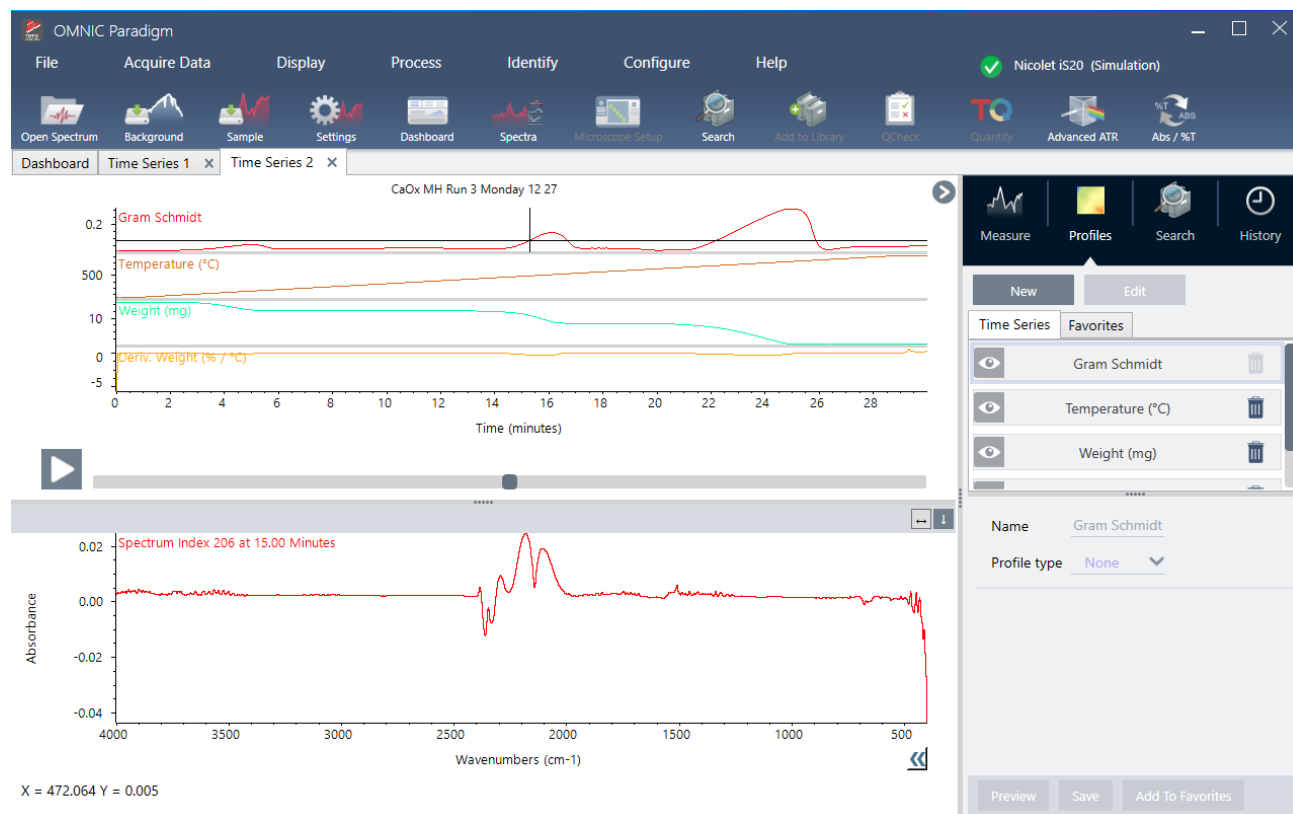 OMNIC Paradigm
File Acquire Data Display Process Identify Configure Help
Nicolet iS20 (Simulation)
Open Spectrum Background Sample Settings Dashboard Spectra Microscope Setup Search Add to Library QCheck Quantify Advanced ATR Abs / %T
TQ %T ABS
Dashboard Time Series 1 Time Series 2
CaOx MH Run 3 Monday 12 27
0.2 Gram Schmidt
Temperature (°C)
500
Weight (mg)
10
0 Deriv. Weight (% / °C)
-5
0 2 4 6 8 10 12 14 16 18 20 22 24 26 28
Time (minutes)
Spectrum Index 206 at 15.00 Minutes
0.02
0.00
-0.02
-0.04
Absorbance
4000 3500 3000 2500 2000 1500 1000 500
Wavenumbers (cm-1)
X = 472.064 Y = 0.005
Measure Profiles Search History
New Edit
Time Series Favorites
Gram Schmidt
Temperature (°C)
Weight (mg)
Name Gram Schmidt
Profile type None
Preview Save Add To Favorites